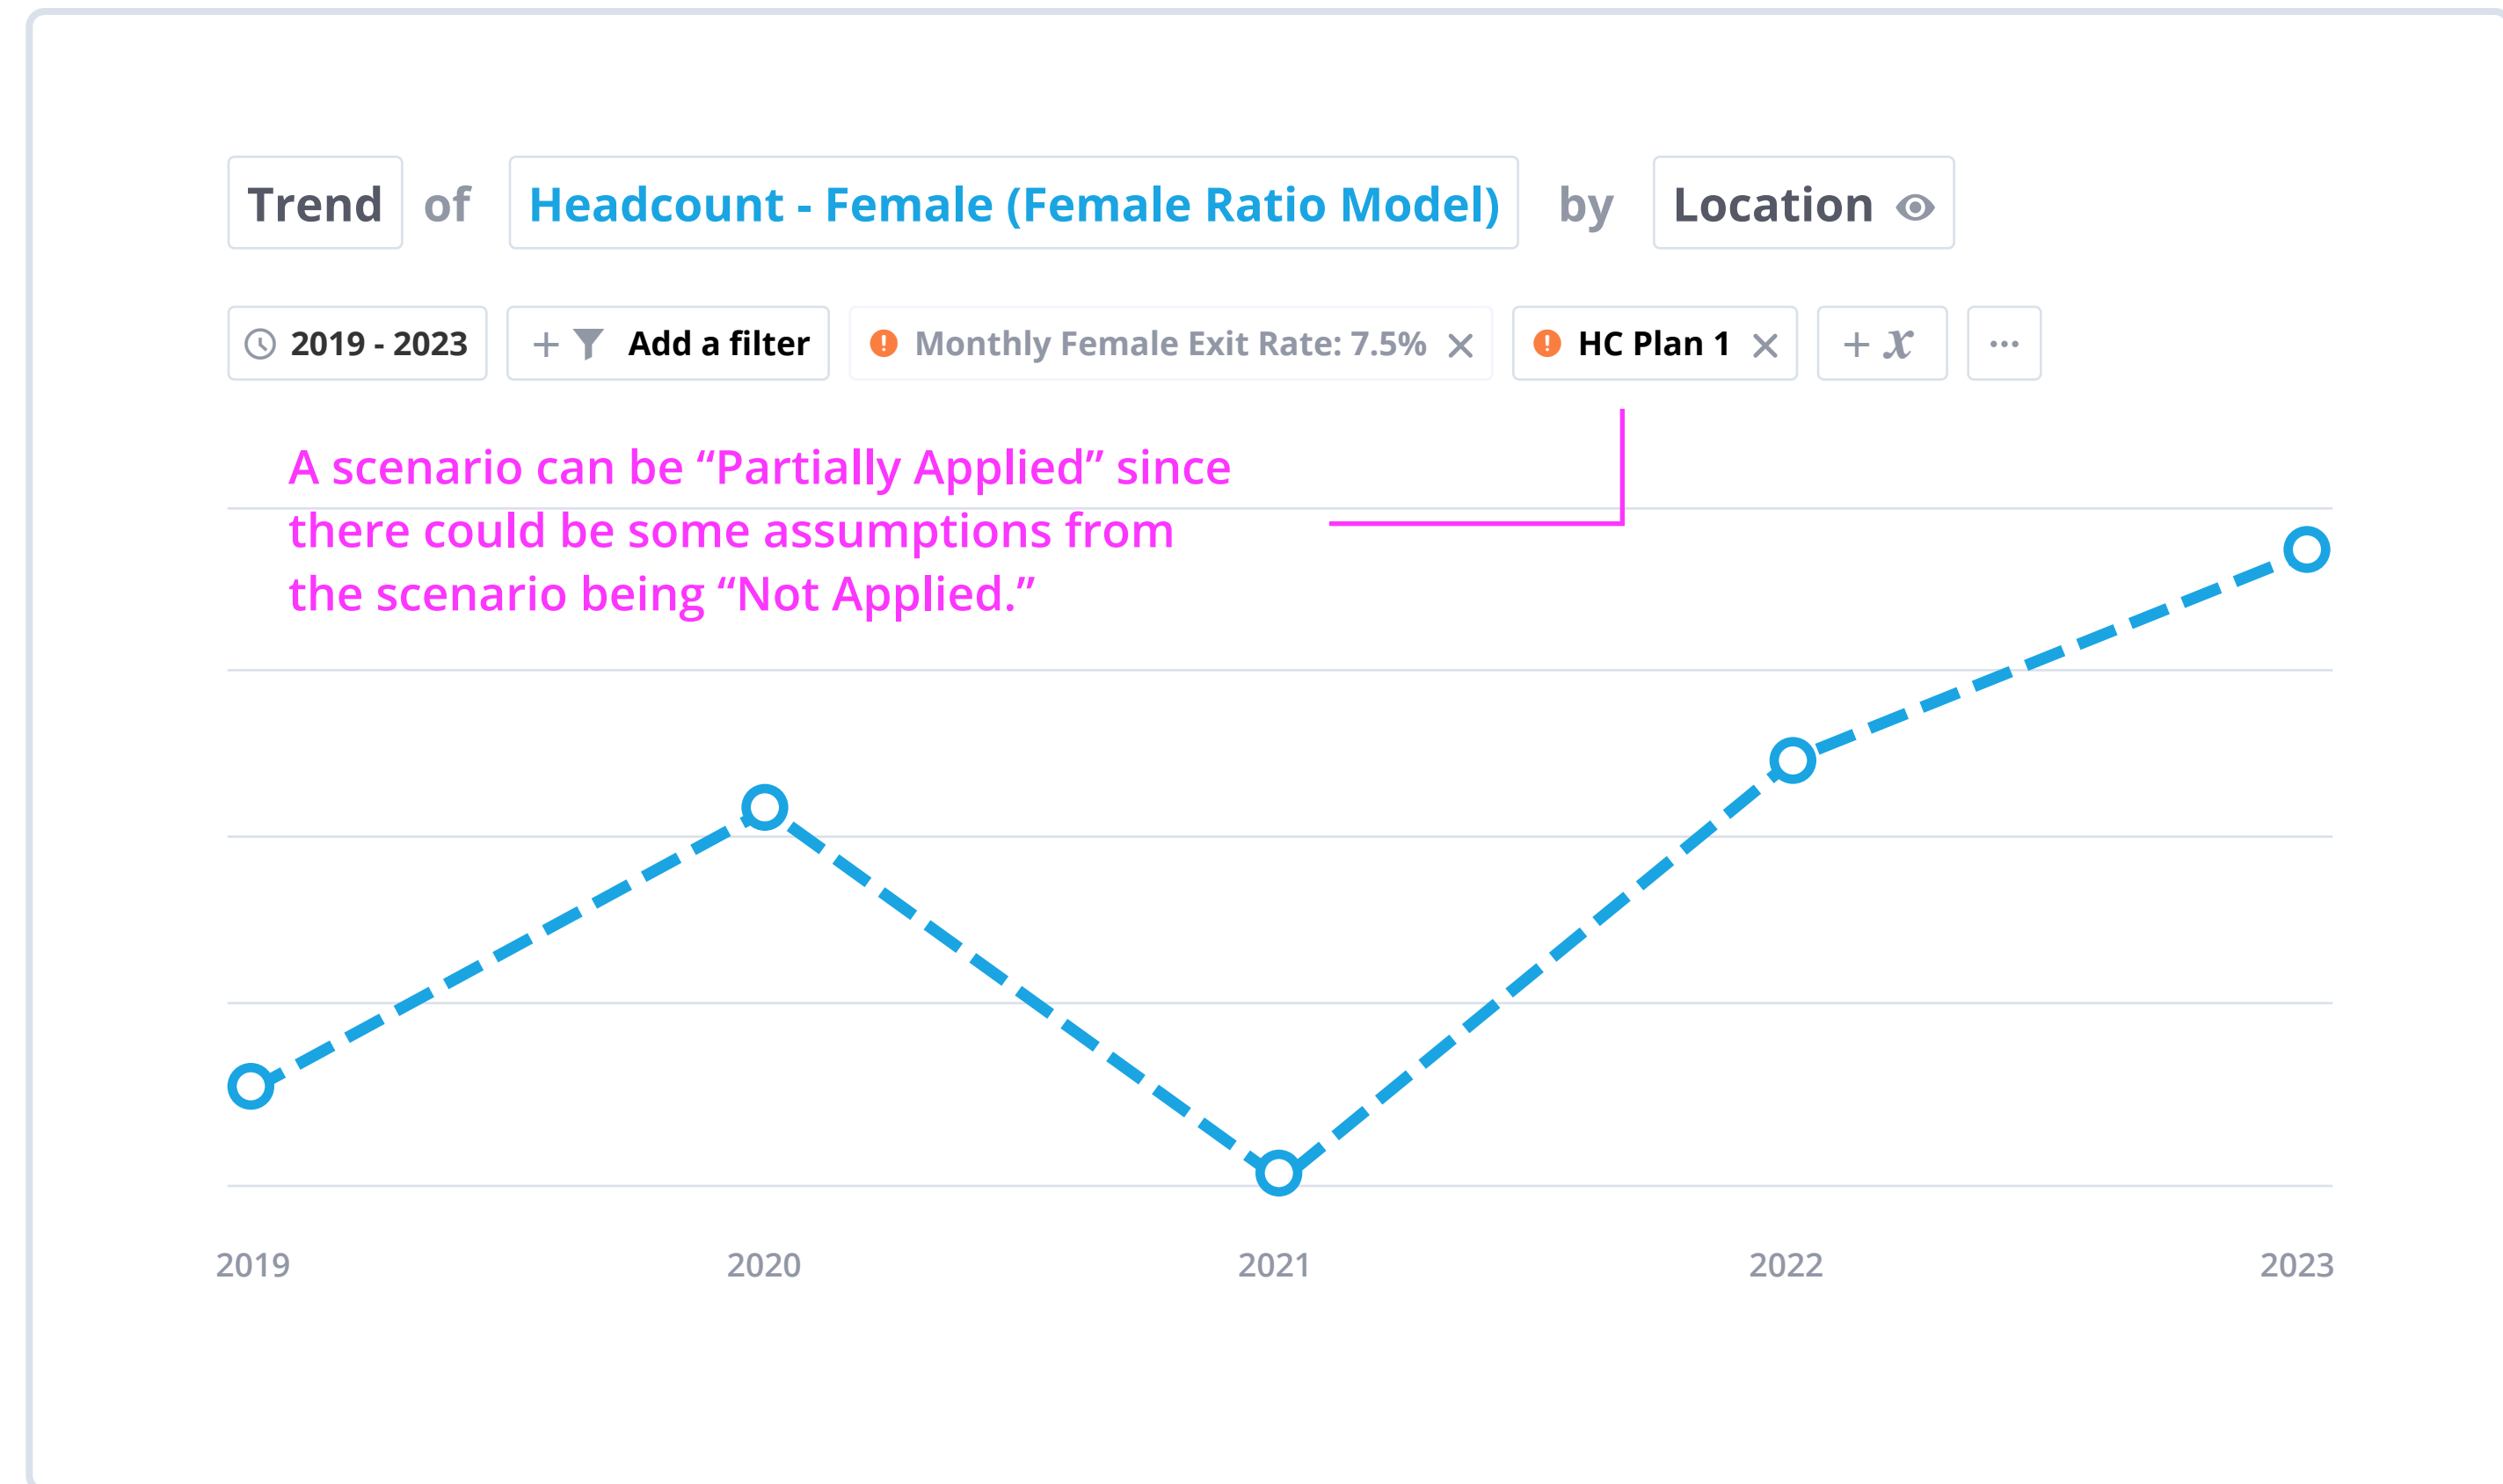 Trend of Headcount - Female (Female Ratio Model) by Location
2019 - 2023 + Add a filter Monthly Female Exit Rate: 7.5% × HC Plan 1 × + x ...
A scenario can be “Partially Applied” since
there could be some assumptions from
the scenario being “Not Applied.”
2019 2020 2021 2022 2023